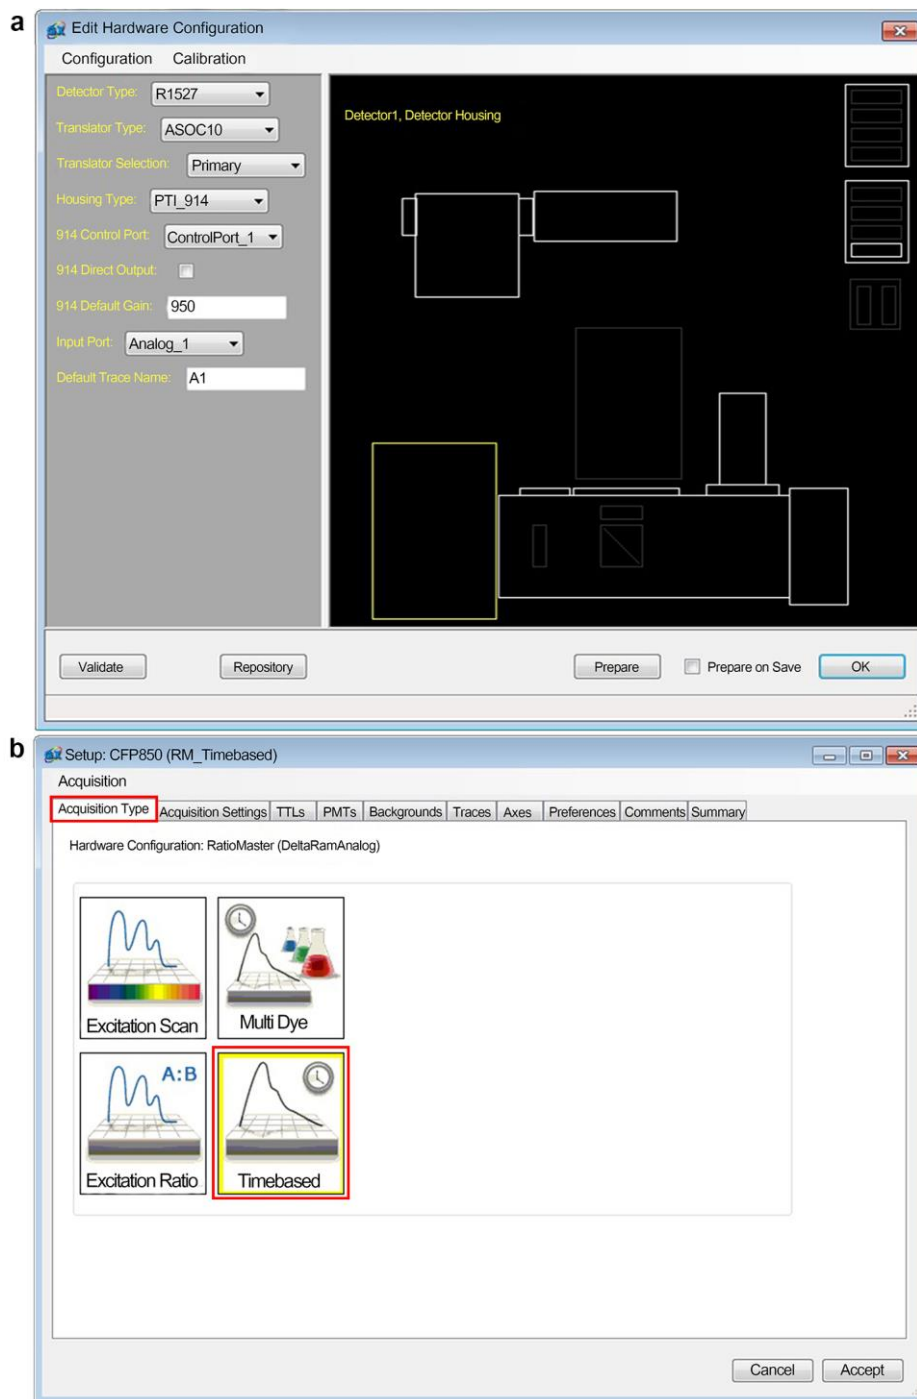 a
Edit Hardware Configuration
Configuration Calibration
Detector Type: R1527
Translator Type: ASOC10
Translator Selection: Primary
Housing Type: PTI_914
914 Control Port: ControlPort_1
914 Direct Output:
914 Default Gain: 950
Input Port: Analog_1
Default Trace Name: A1
Detector1, Detector Housing
Validate Repository Prepare Prepare on Save OK
b
Setup: CFP850 (RM_Timebased)
Acquisition
Acquisition Type Acquisition Settings TTLs PMTs Backgrounds Traces Axes Preferences Comments Summary
Hardware Configuration: RatioMaster (DeltaRamAnalog)
Excitation Scan Multi Dye
A:B
Excitation Ratio Timebased
Cancel Accept